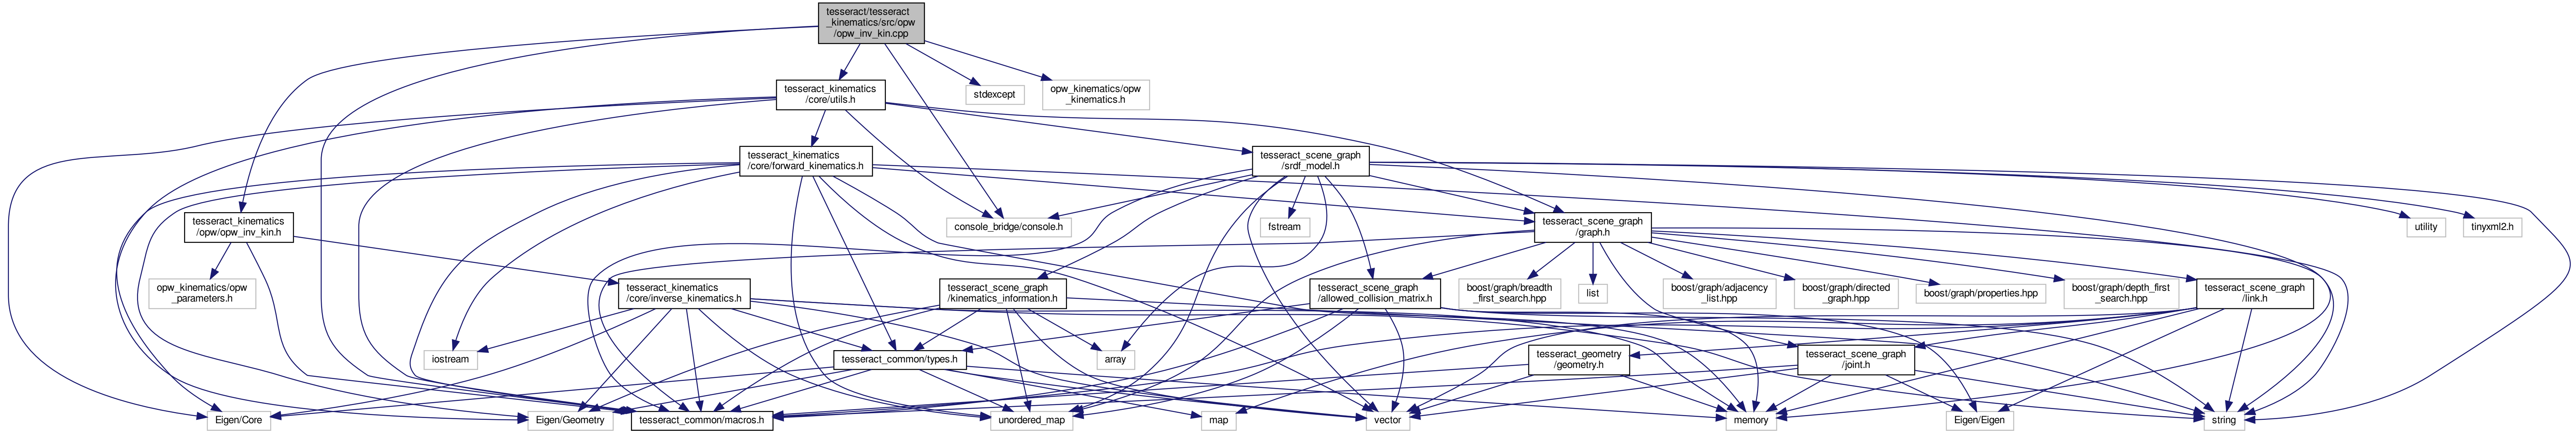 tesseract/tesseract
_kinematics/src/opw
/opw_inv_kin.cpp
tesseract_kinematics
/core/utils.h
stdexcept
opw_kinematics/opw
_kinematics.h
tesseract_kinematics
/core/forward_kinematics.h
tesseract_scene_graph
/srdf_model.h
tesseract_kinematics
/opw/opw_inv_kin.h
console_bridge/console.h
fstream
tesseract_scene_graph
/graph.h
utility
tinyxml2.h
opw_kinematics/opw
_parameters.h
tesseract_kinematics
/core/inverse_kinematics.h
tesseract_scene_graph
/kinematics_information.h
tesseract_scene_graph
/allowed_collision_matrix.h
boost/graph/breadth
_first_search.hpp
list
boost/graph/adjacency
_list.hpp
boost/graph/directed
_graph.hpp
boost/graph/properties.hpp
boost/graph/depth_first
_search.hpp
tesseract_scene_graph
/link.h
iostream
tesseract_common/types.h
array
tesseract_geometry
/geometry.h
tesseract_scene_graph
/joint.h
Eigen/Core
Eigen/Geometry
tesseract_common/macros.h
unordered_map
map
vector
memory
Eigen/Eigen
string